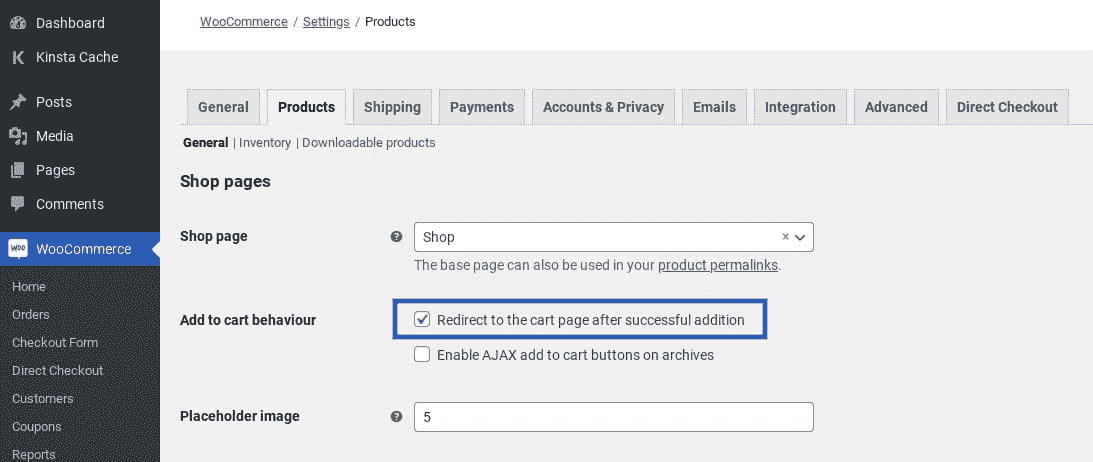 Dashboard
Kinsta Cache
Posts
Media
Pages
Comments
WOO WooCommerce
Home
Orders
Checkout Form
Direct Checkout
Customers
Coupons
Reports
WooCommerce / Settings / Products
General Products Shipping Payments Accounts & Privacy Emails Integration Advanced Direct Checkout
General | Inventory | Downloadable products
Shop pages
Shop page ? Shop × 
The base page can also be used in your product permalinks.
Add to cart behaviour Redirect to the cart page after successful addition
Enable AJAX add to cart buttons on archives
Placeholder image ? 5